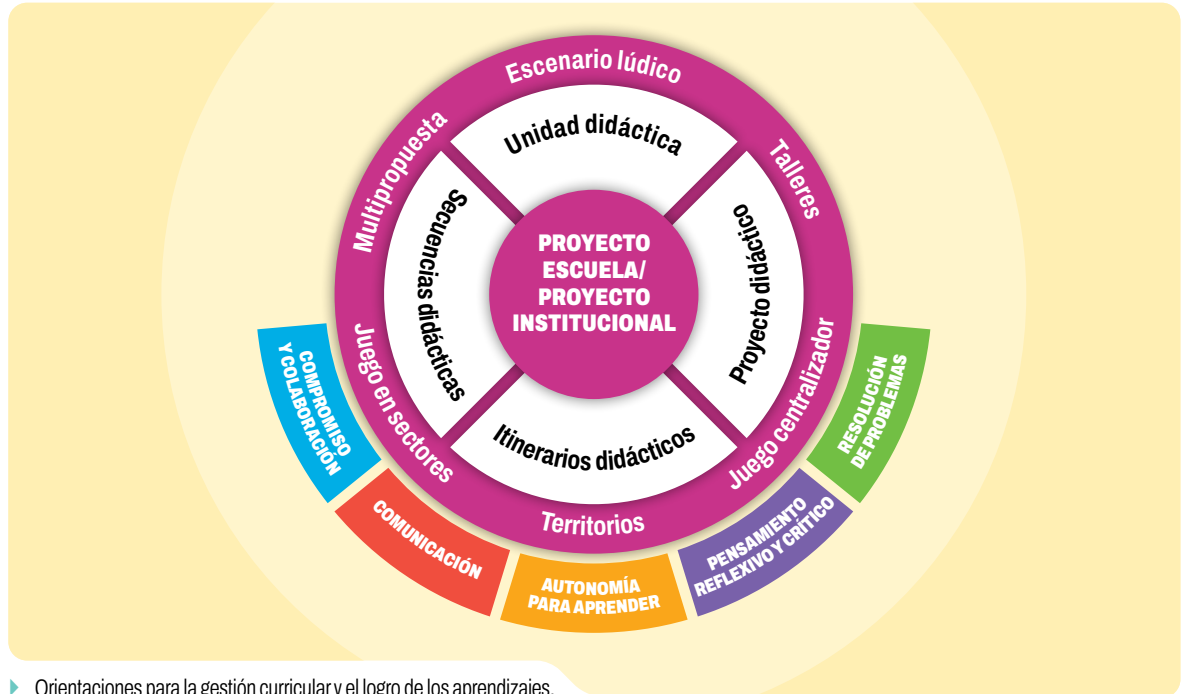 Escenario lúdico
Multipropuesta
Talleres
Unidad didáctica
Secuencias didácticas
Proyecto didáctico
PROYECTO
ESCUELA/
PROYECTO
INSTITUCIONAL
Itinerarios didácticos
Juego en sectores
Juego centralizador
Territorios
COMPROMISO
Y COLABORACIÓN
COMUNICACIÓN
AUTONOMÍA
PARA APRENDER
PENSAMIENTO
REFLEXIVO Y CRÍTICO
RESOLUCIÓN
DE PROBLEMAS
Orientaciones para la gestión curricular y el logro de los aprendizajes.